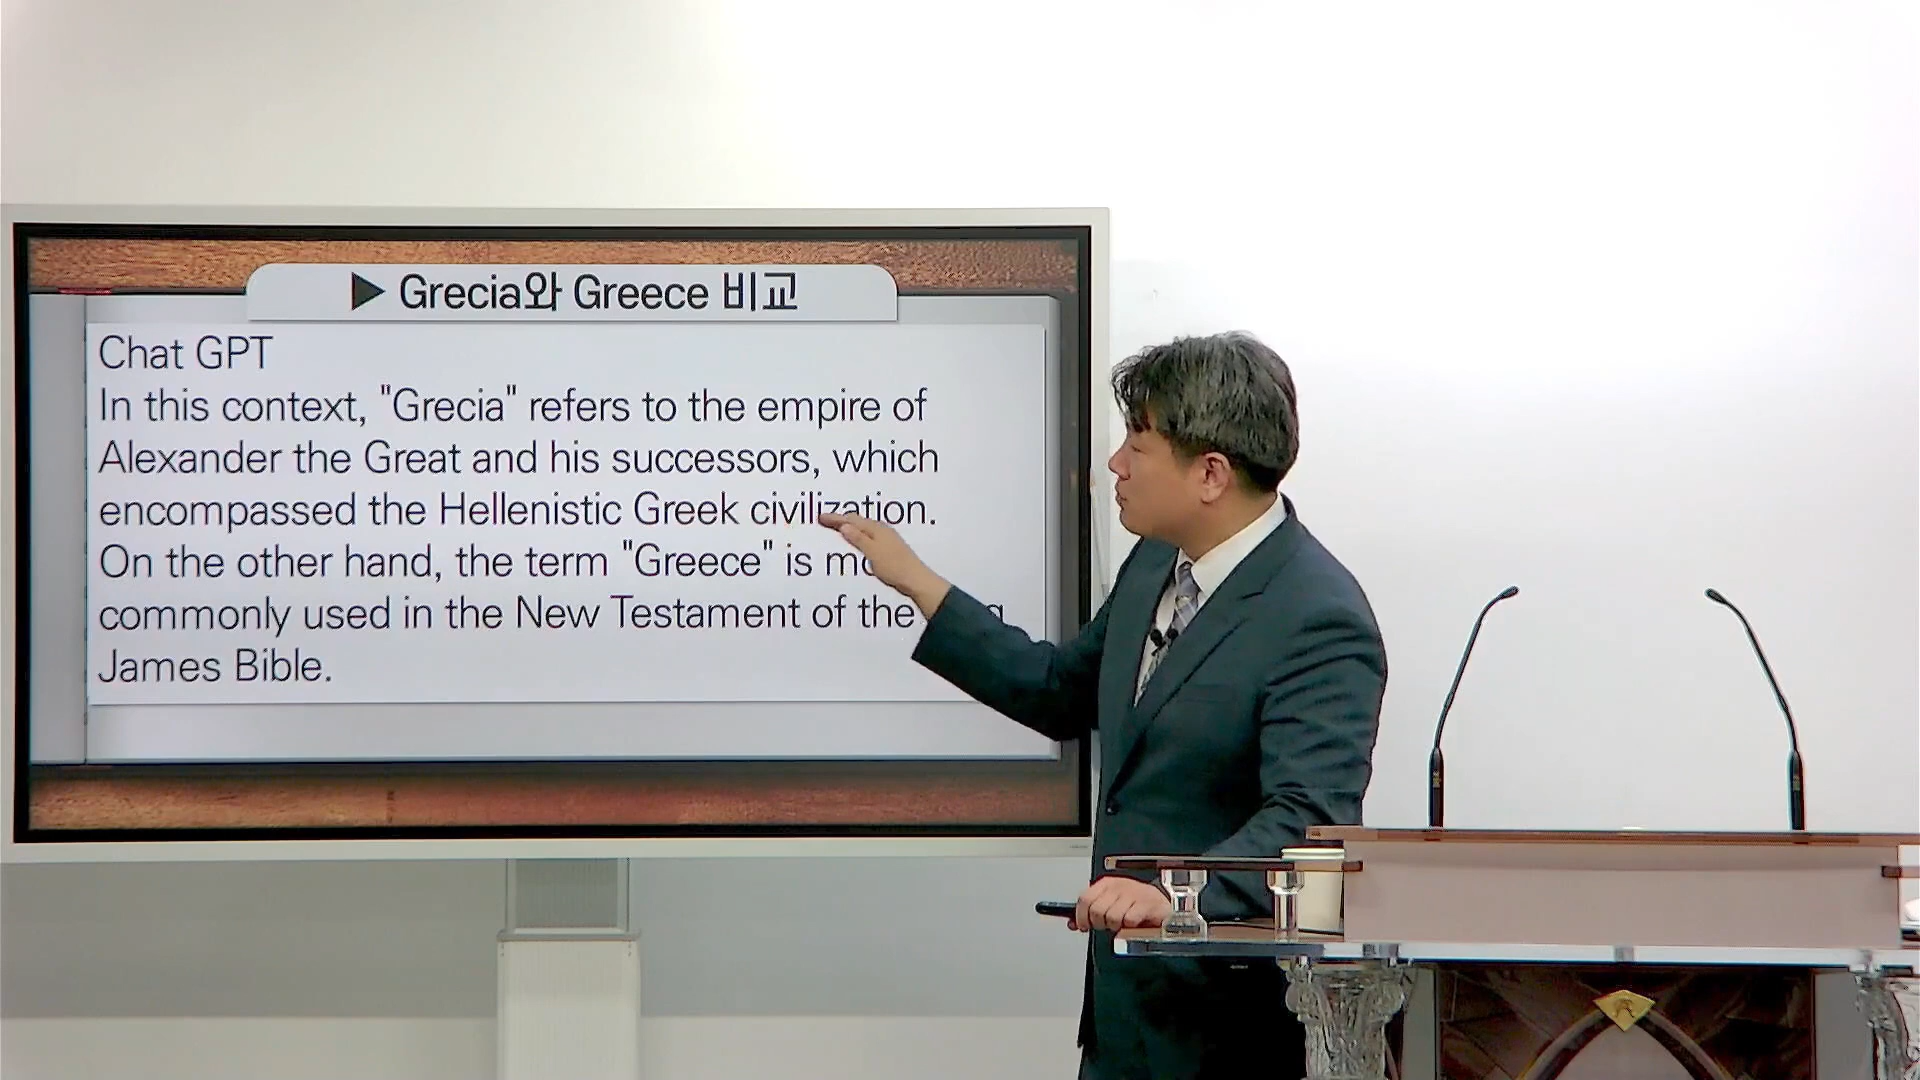 ▶ Grecia와 Greece 비교
Chat GPT
In this context, "Grecia" refers to the empire of
Alexander the Great and his successors, which
encompassed the Hellenistic Greek civilization.
On the other hand, the term "Greece" is
commonly used in the New Testament of the
James Bible.